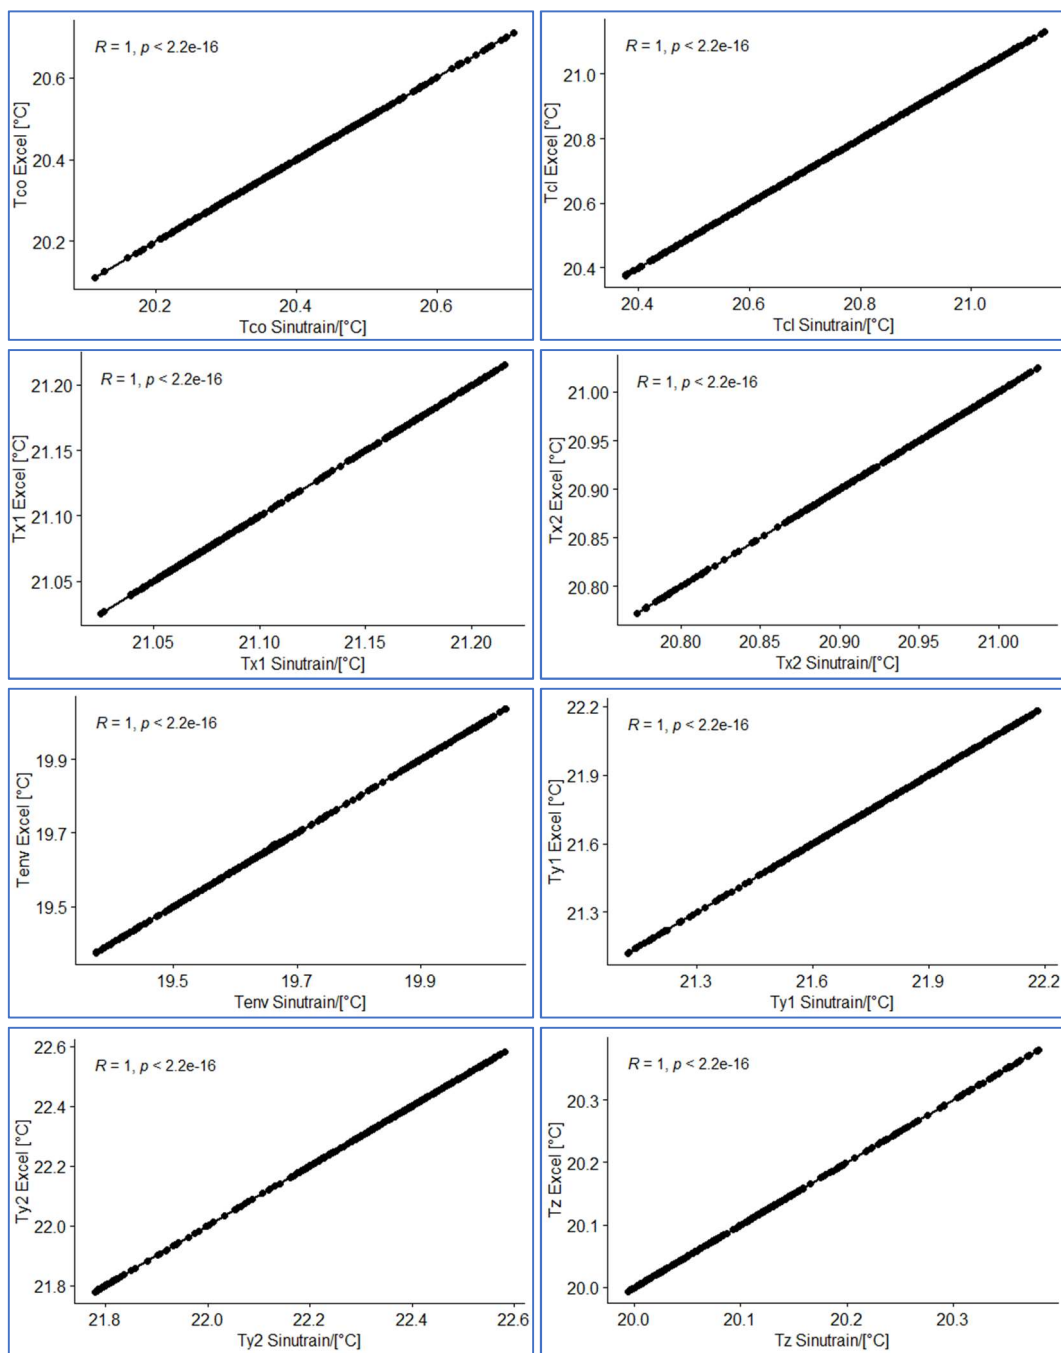 R = 1, p < 2.2e-16
Tco Excel [°C]
20.6
20.4
20.2
20.2 20.4 20.6
Tco Sinutrain/[°C]
R = 1, p < 2.2e-16
Tcl Excel [°C]
21.0
20.8
20.6
20.4
20.4 20.6 20.8 21.0
Tcl Sinutrain/[°C]
R = 1, p < 2.2e-16
Tx1 Excel [°C]
21.20
21.15
21.10
21.05
21.05 21.10 21.15 21.20
Tx1 Sinutrain/[°C]
R = 1, p < 2.2e-16
Tx2 Excel [°C]
21.00
20.95
20.90
20.85
20.80
20.80 20.85 20.90 20.95 21.00
Tx2 Sinutrain/[°C]
R = 1, p < 2.2e-16
Tenv Excel [°C]
19.9
19.7
19.5
19.5 19.7 19.9
Tenv Sinutrain/[°C]
R = 1, p < 2.2e-16
Ty1 Excel [°C]
22.2
21.9
21.6
21.3
21.3 21.6 21.9 22.2
Ty1 Sinutrain/[°C]
R = 1, p < 2.2e-16
Ty2 Excel [°C]
22.6
22.4
22.2
22.0
21.8
21.8 22.0 22.2 22.4 22.6
Ty2 Sinutrain/[°C]
R = 1, p < 2.2e-16
Tz Excel [°C]
20.3
20.2
20.1
20.0
20.0 20.1 20.2 20.3
Tz Sinutrain/[°C]